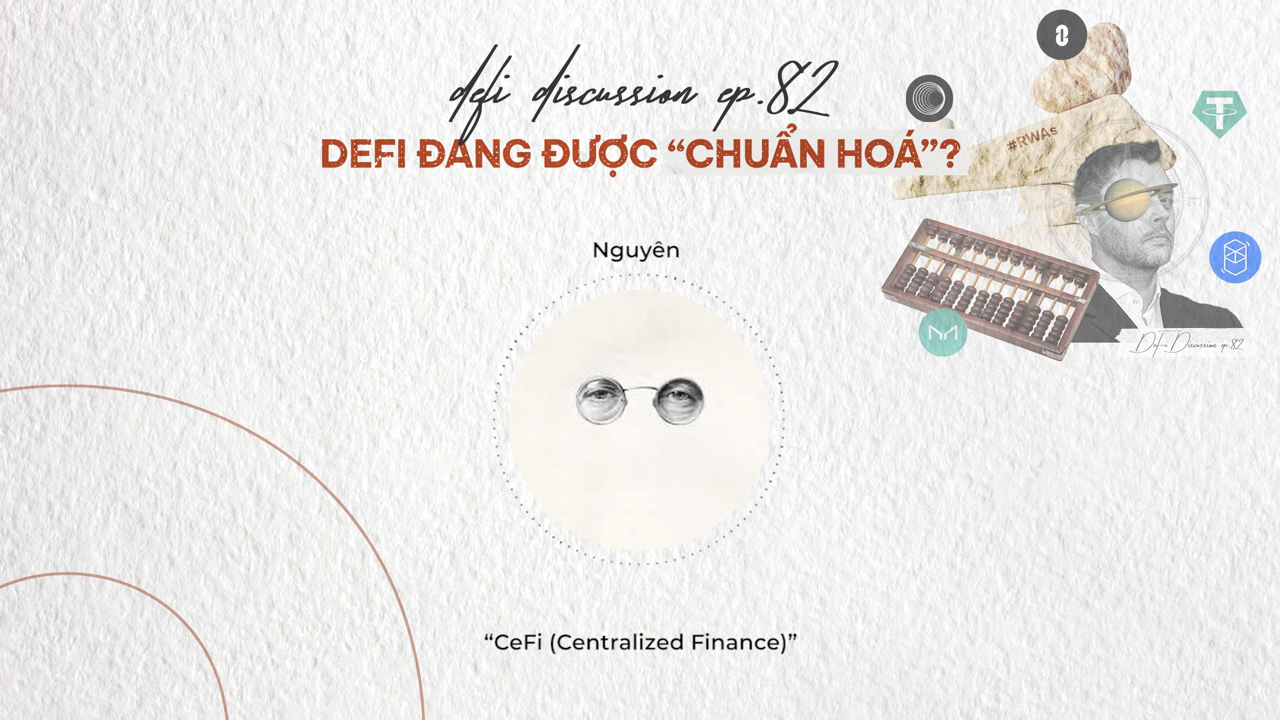 defi discussion ep.82
DEFI ĐANG ĐƯỢC “CHUẨN HOÁ”?
#RWAs
Nguyên
DeFi Discussion ep.82
“CeFi (Centralized Finance)”